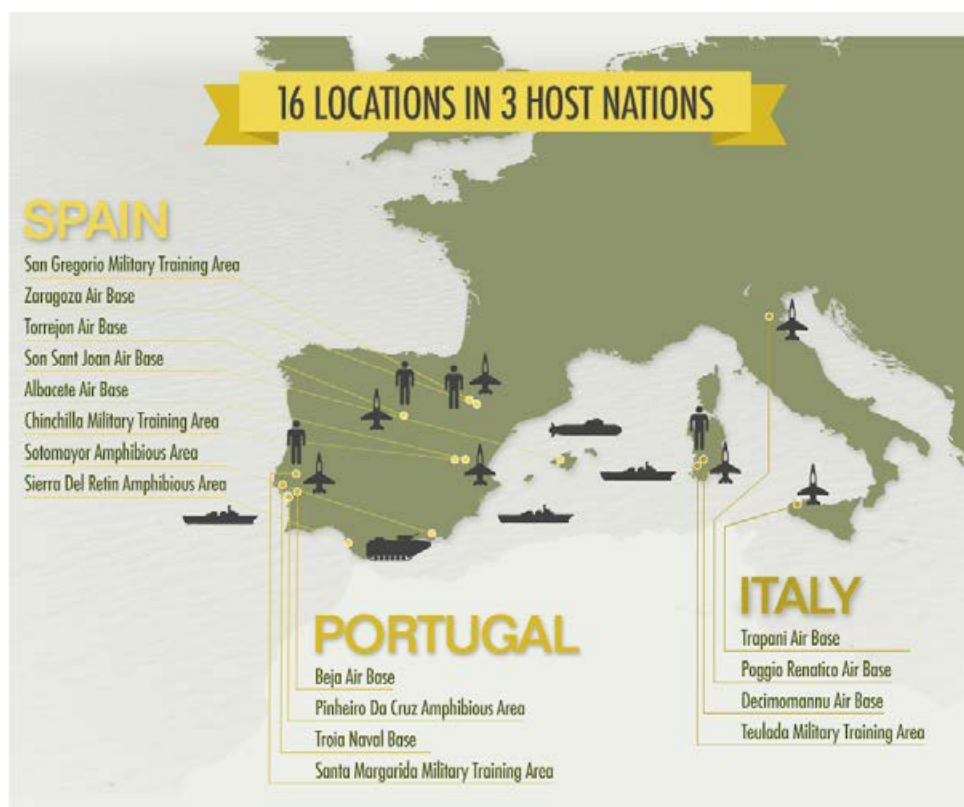 16 LOCATIONS IN 3 HOST NATIONS
SPAIN
San Gregorio Military Training Area
Zaragoza Air Base
Torrejon Air Base
Son Sant Joan Air Base
Albacete Air Base
Chinchilla Military Training Area
Sotomayor Amphibious Area
Sierra Del Retin Amphibious Area
PORTUGAL
Beja Air Base
Pinheiro Da Cruz Amphibious Area
Troia Naval Base
Santa Margarida Military Training Area
ITALY
Trapani Air Base
Poggio Renatico Air Base
Decimomannu Air Base
Teulada Military Training Area